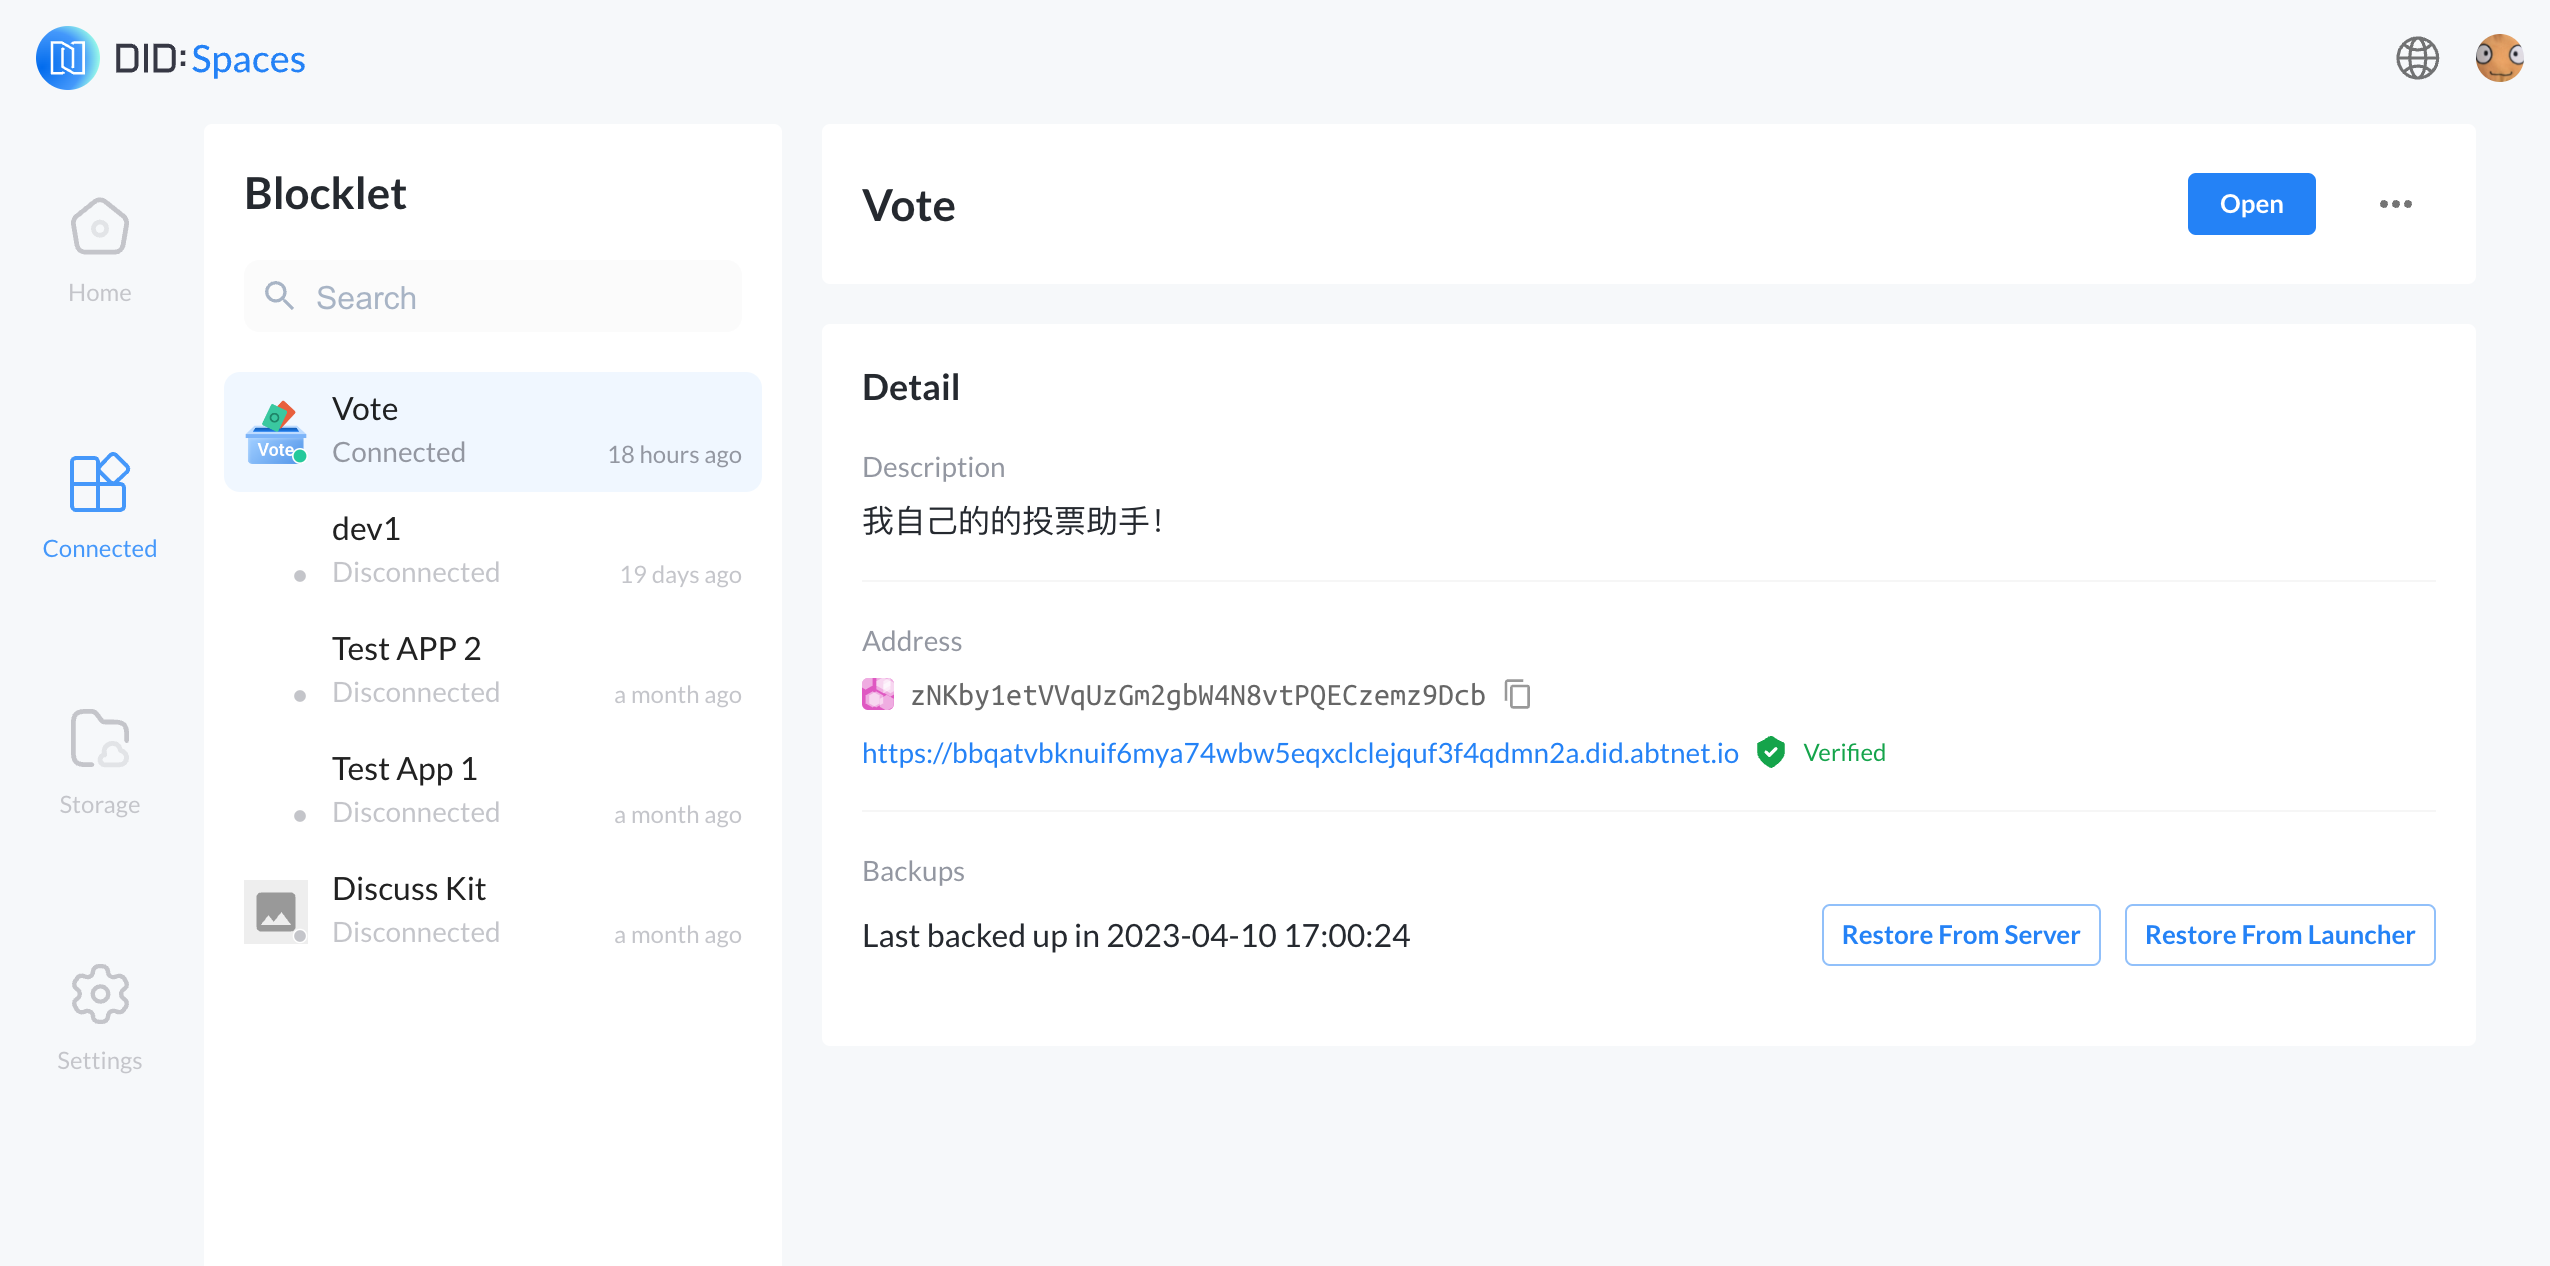 DID:Spaces
Home
Connected
Storage
Settings
Blocklet
Search
Vote
Vote
Connected
18 hours ago
dev1
Disconnected
19 days ago
Test APP 2
Disconnected
a month ago
Test App 1
Disconnected
a month ago
Discuss Kit
Disconnected
a month ago
Vote
Open
Detail
Description
我自己的的投票助手！
Address
zNKby1etVVqUzGm2gbW4N8vtPQECzemz9Dcb
https://bbqatvbknuif6mya74wbw5eqxclclejquf3f4qdmn2a.did.abtnet.io
Verified
Backups
Last backed up in 2023-04-10 17:00:24
Restore From Server
Restore From Launcher